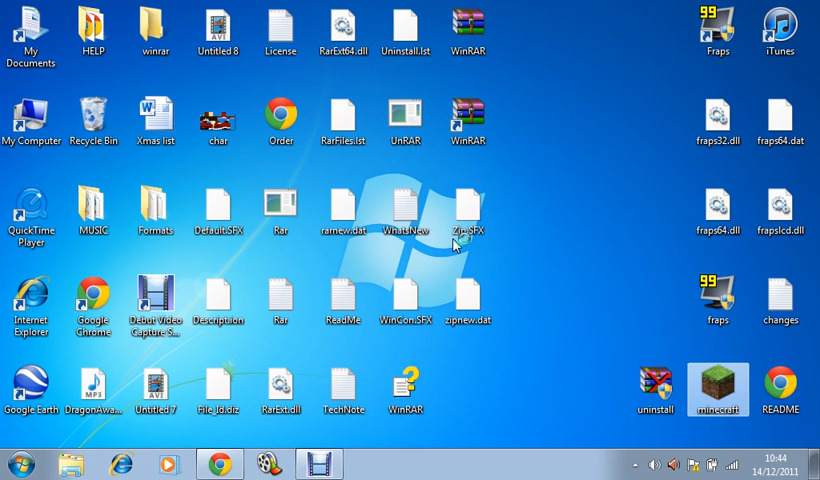 My
Documents
HELP
winrar
Untitled 8
License
RarExt64.dll
Uninstall.lst
WinRAR
99
Fraps
iTunes
My Computer
Recycle Bin
Xmas list
char
Order
RarFiles.lst
UnRAR
WinRAR
fraps32.dll
fraps64.dat
QuickTime
Player
MUSIC
Formats
Default.SFX
Rar
rarnew.dat
WhatsNew
Zip.SFX
fraps64.dll
frapslcd.dll
Internet
Explorer
Google
Chrome
Debut Video
Capture S...
Description
Rar
ReadMe
WinCon.SFX
zipnew.dat
99
fraps
changes
Google Earth
MP3
DragonAwa...
AVI
Untitled 7
File_Id.diz
RarExt.dll
TechNote
WinRAR
uninstall
minecraft
README
10:44
14/12/2011